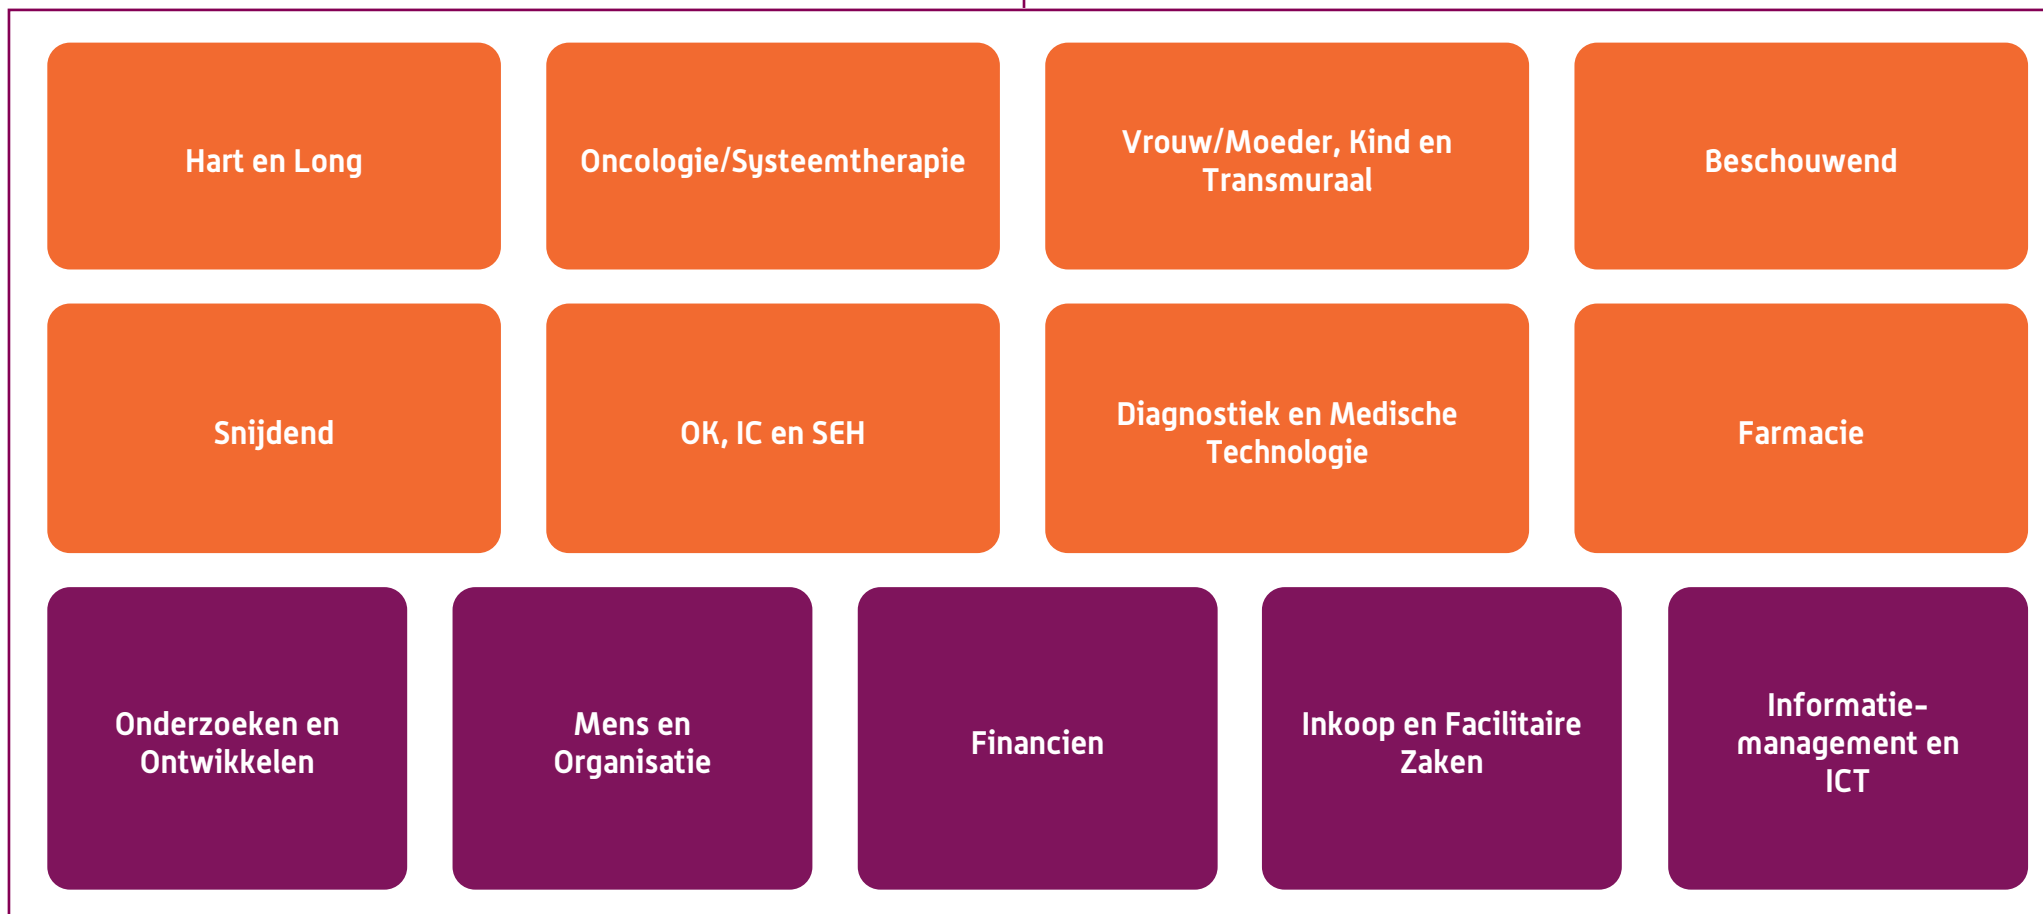 Hart en Long
Oncologie/Systeemtherapie
Vrouw/Moeder, Kind en
Transmuraal
Beschouwend
Snijdend
OK, IC en SEH
Diagnostiek en Medische
Technologie
Farmacie
Onderzoeken en
Ontwikkelen
Mens en
Organisatie
Financien
Inkoop en Facilitaire
Zaken
Informatie-
management en
ICT